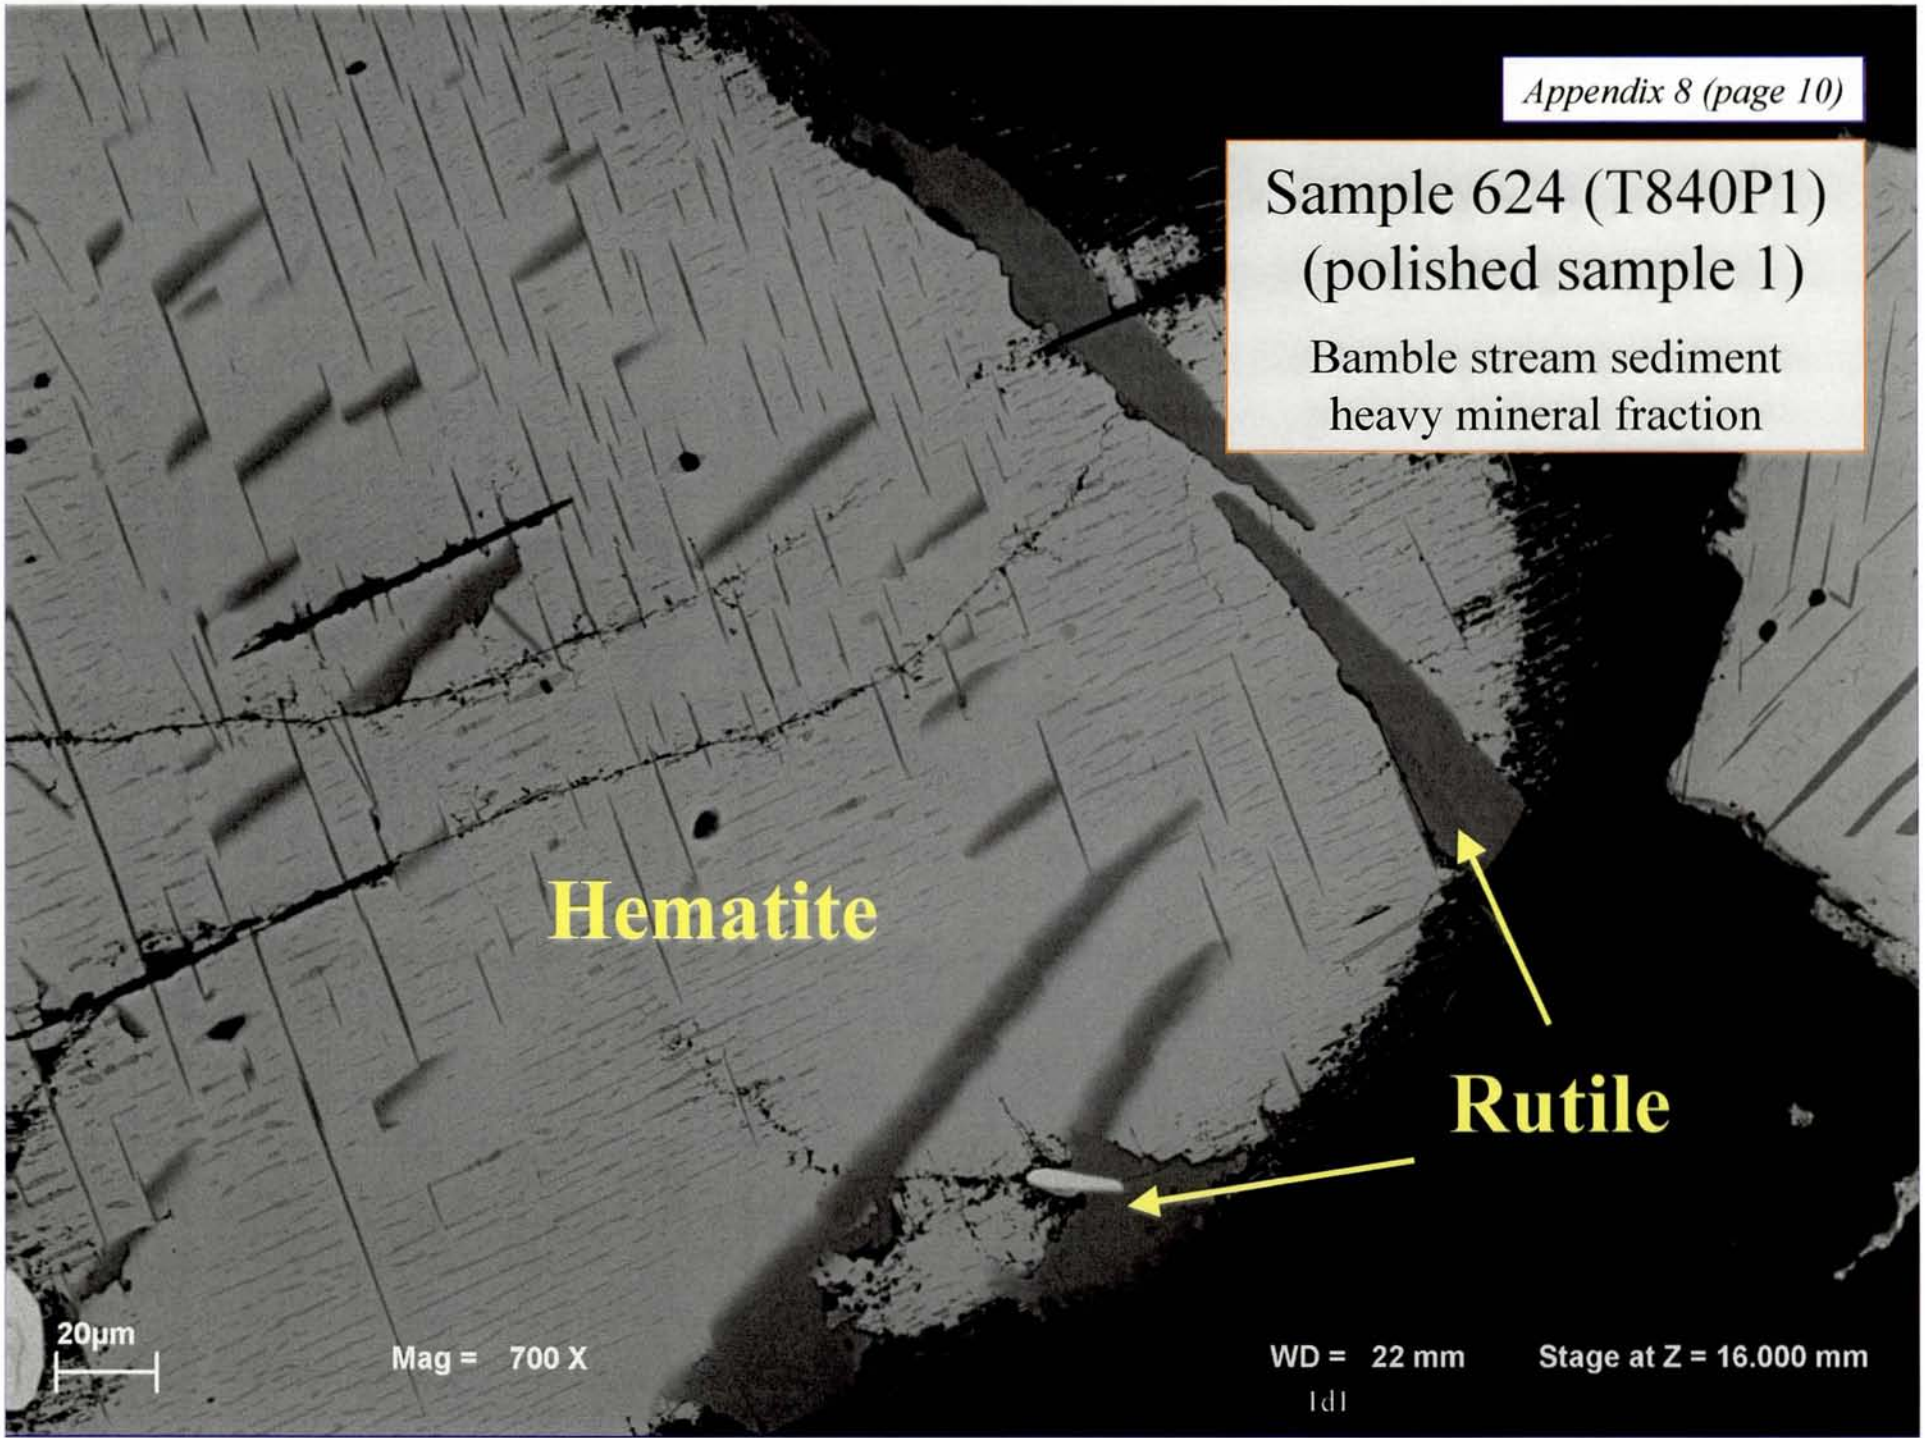 Appendix 8 (page 10)
Sample 624 (T840P1)
(polished sample 1)
Bamble stream sediment
heavy mineral fraction
Hematite
Rutile
20µm
Mag = 700 X
WD = 22 mm
Stage at Z = 16.000 mm